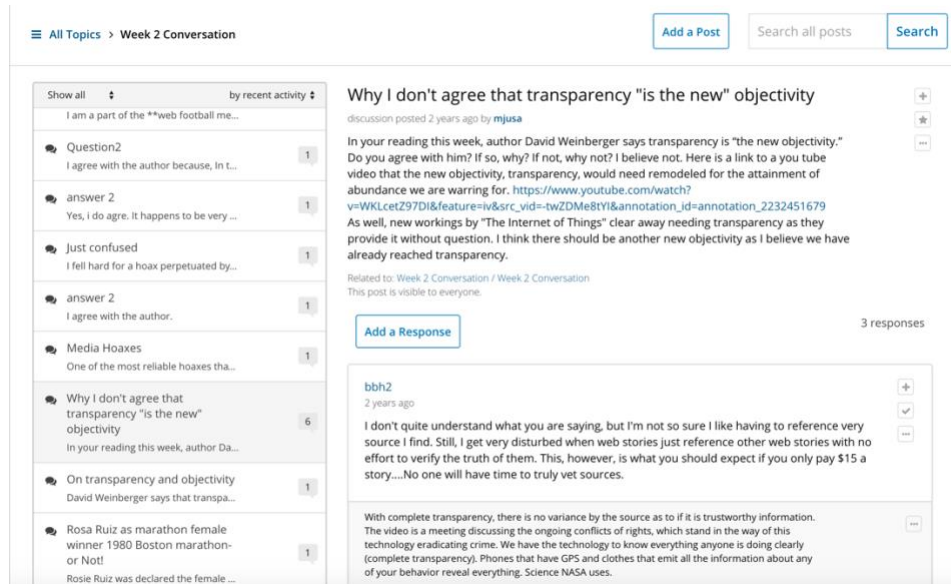 All Topics > Week 2 Conversation
Add a Post
Search all posts
Search
Show all
by recent activity
I am a part of the **web football me...
Question2
1
I agree with the author because, In t...
answer 2
1
Yes, i do agre. It happens to be very ...
Just confused
1
I fell hard for a hoax perpetuated by...
answer 2
1
I agree with the author.
Media Hoaxes
1
One of the most reliable hoaxes tha...
Why I don't agree that
transparency "is the new"
objectivity
6
In your reading this week, author Da...
On transparency and objectivity
1
David Weinberger says that transpa...
Rosa Ruiz as marathon female
winner 1980 Boston marathon-
or Not!
1
Rosie Ruiz was declared the female ...
Why I don't agree that transparency "is the new" objectivity
discussion posted 2 years ago by mjusa
In your reading this week, author David Weinberger says transparency is “the new objectivity.”
Do you agree with him? If so, why? If not, why not? I believe not. Here is a link to a you tube
video that the new objectivity, transparency, would need remodeled for the attainment of
abundance we are warring for. https://www.youtube.com/watch?
v=WKLcetZ97DI&feature=iv&src_vid=-twZDMe8tYI&annotation_id=annotation_2232451679
As well, new workings by "The Internet of Things" clear away needing transparency as they
provide it without question. I think there should be another new objectivity as I believe we have
already reached transparency.
Related to: Week 2 Conversation / Week 2 Conversation
This post is visible to everyone.
Add a Response
3 responses
bbh2
2 years ago
I don't quite understand what you are saying, but I'm not so sure I like having to reference very
source I find. Still, I get very disturbed when web stories just reference other web stories with no
effort to verify the truth of them. This, however, is what you should expect if you only pay $15 a
story....No one will have time to truly vet sources.
With complete transparency, there is no variance by the source as to if it is trustworthy information.
The video is a meeting discussing the ongoing conflicts of rights, which stand in the way of this
technology eradicating crime. We have the technology to know everything anyone is doing clearly
(complete transparency). Phones that have GPS and clothes that emit all the information about any
of your behavior reveal everything. Science NASA uses.